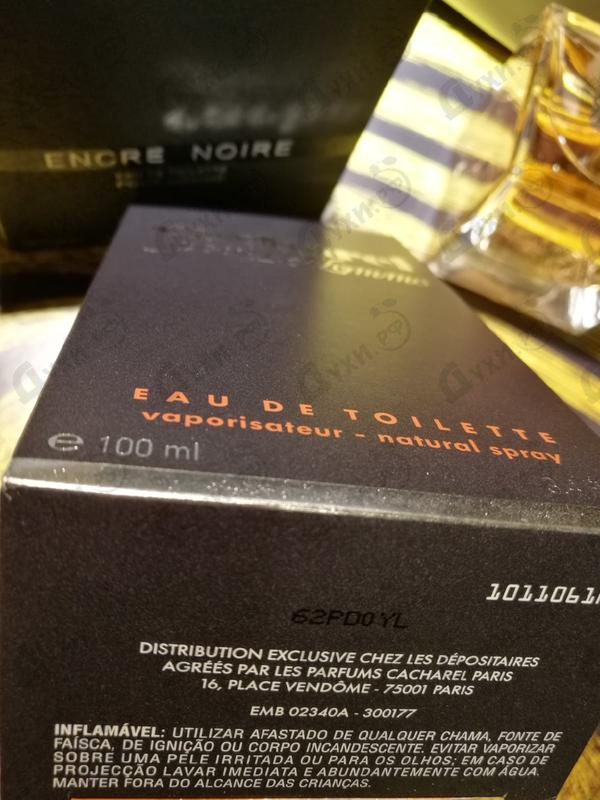 ENCRE NOIRE
EAU DE TOILETTE
vaporisateur - natural spray
e 100 ml
62PD0YL
DISTRIBUTION EXCLUSIVE CHEZ LES DÉPOSITAIRES
AGRÉÉS PAR LES PARFUMS CACHAREL PARIS
16, PLACE VENDÔME - 75001 PARIS
EMB 02340A - 300177
INFLAMÁVEL: UTILIZAR AFASTADO DE QUALQUER CHAMA, FONTE DE
FAÍSCA, DE IGNIÇÃO OU CORPO INCANDESCENTE. EVITAR VAPORIZAR
SOBRE UMA PELE IRRITADA OU PARA OS OLHOS; EM CASO DE
PROJECÇÃO LAVAR IMEDIATA E ABUNDANTEMENTE COM ÁGUA.
MANTER FORA DO ALCANCE DAS CRIANÇAS.
Духи.рф